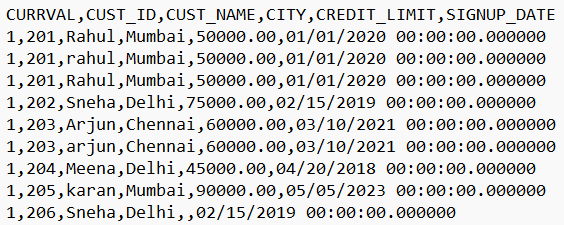 CURRVAL,CUST_ID,CUST_NAME,CITY,CREDIT_LIMIT,SIGNUP_DATE
1,201,Rahul,Mumbai,50000.00,01/01/2020 00:00:00.000000
1,201,rahul,Mumbai,50000.00,01/01/2020 00:00:00.000000
1,201,Rahul,Mumbai,50000.00,01/01/2020 00:00:00.000000
1,202,Sneha,Delhi,75000.00,02/15/2019 00:00:00.000000
1,203,Arjun,Chennai,60000.00,03/10/2021 00:00:00.000000
1,203,arjun,Chennai,60000.00,03/10/2021 00:00:00.000000
1,204,Meena,Delhi,45000.00,04/20/2018 00:00:00.000000
1,205,karan,Mumbai,90000.00,05/05/2023 00:00:00.000000
1,206,Sneha,Delhi,,02/15/2019 00:00:00.000000